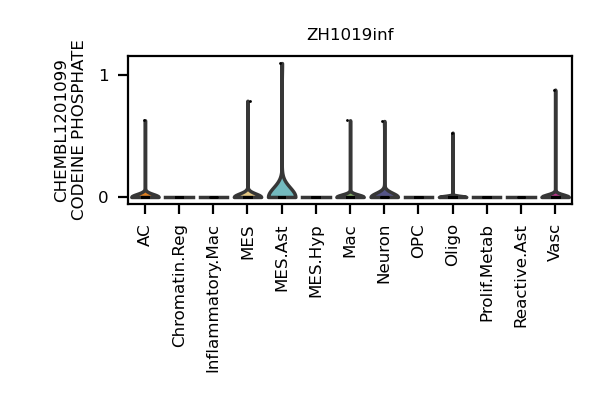 ZH1019inf
CHEMBL1201099
CODEINE PHOSPHATE
1
0
AC
Chromatin.Reg
Inflammatory.Mac
MES
MES.Ast
MES.Hyp
Mac
Neuron
OPC
Oligo
Prolif.Metab
Reactive.Ast
Vasc